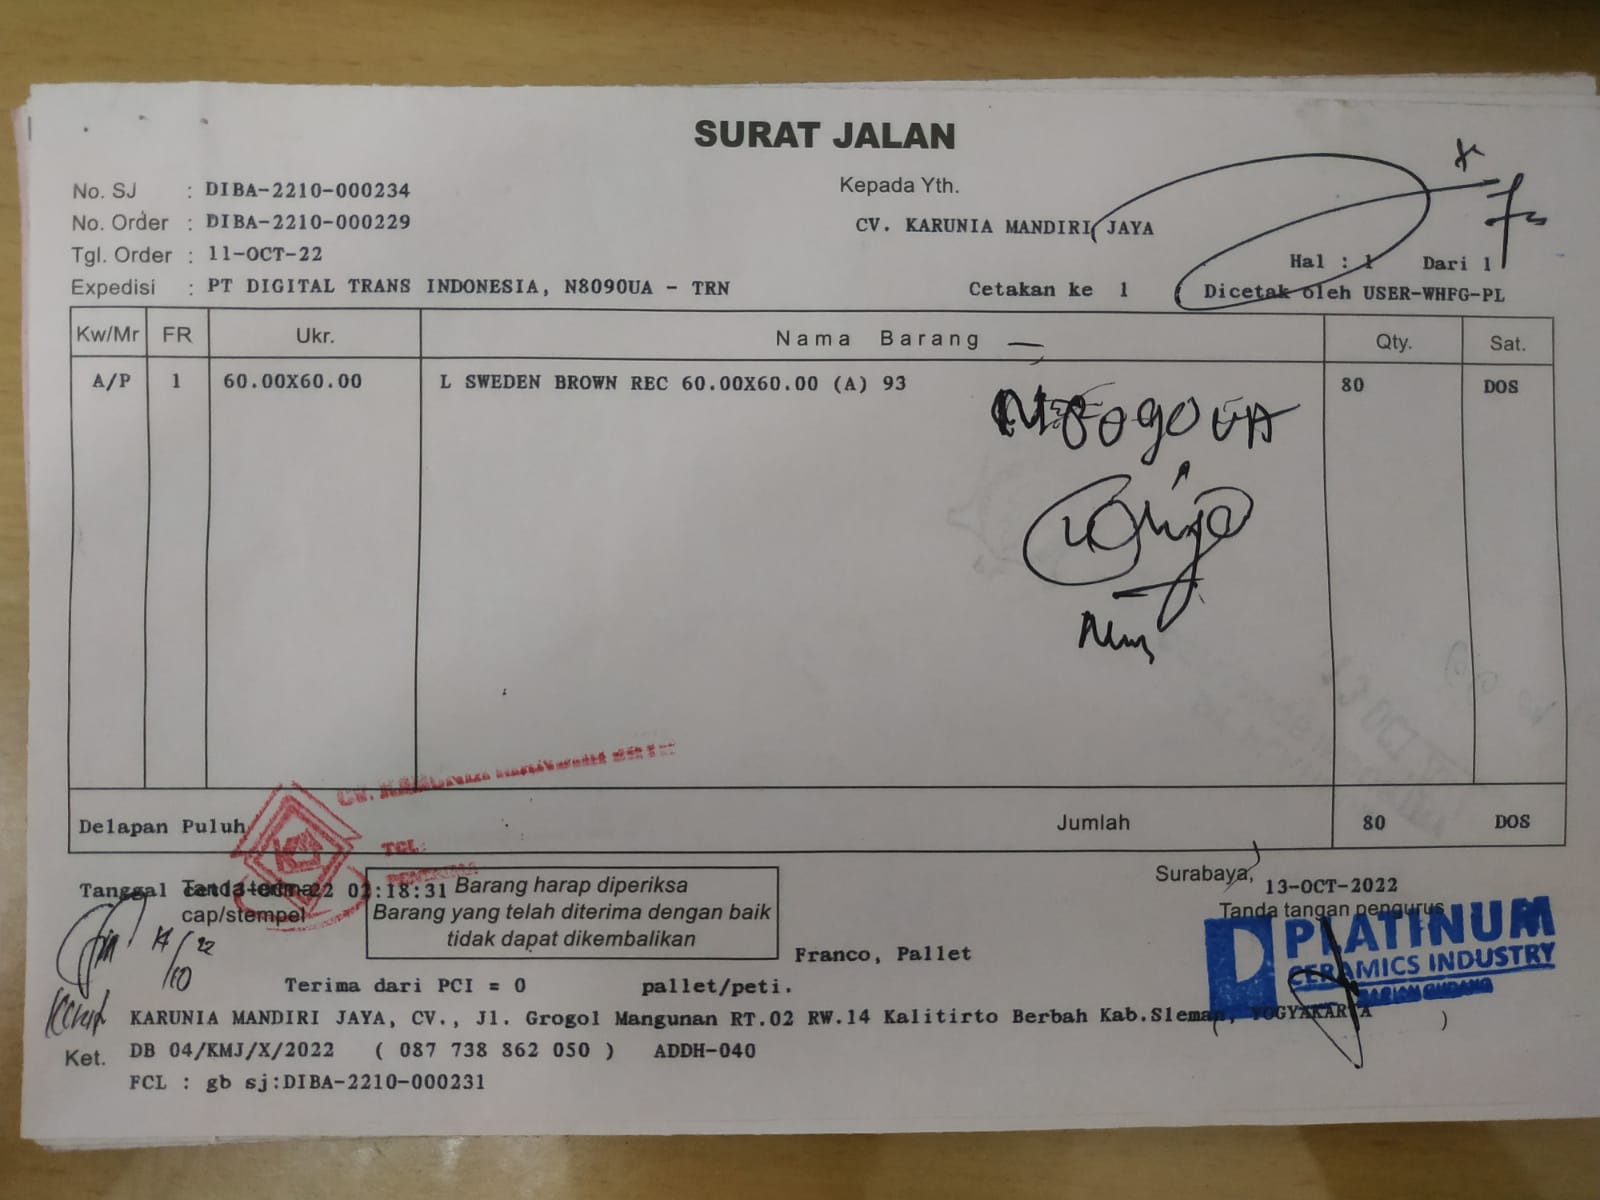 SURAT JALAN
No. SJ : DIBA-2210-000234
No. Order : DIBA-2210-000229
Tgl. Order : 11-OCT-22
Expedisi : PT DIGITAL TRANS INDONESIA, N8090UA - TRN
Kepada Yth.
CV. KARUNIA MANDIRI JAYA
Hal : 1 Dari 1
Cetakan ke 1 Dicetak oleh USER-WHFG-PL
Kw/Mr FR Ukr. Nama Barang Qty. Sat.
A/P 1 60.00X60.00 L SWEDEN BROWN REC 60.00X60.00 (A) 93 80 DOS
N8090UA
Delapan Puluh Jumlah 80 DOS
CV.
TGL:
PENERIMA
Tanggal cet 13-OCT-22 02:18:31
Tanda terima
cap/stempel
17/10 22
Barang harap diperiksa
Barang yang telah diterima dengan baik
tidak dapat dikembalikan
Surabaya, 13-OCT-2022
Tanda tangan pengurus
PLATINUM
CERAMICS INDUSTRY
BAGIAN GUDANG
Franco, Pallet
Terima dari PCI = 0 pallet/peti.
KARUNIA MANDIRI JAYA, CV., Jl. Grogol Mangunan RT.02 RW.14 Kalitirto Berbah Kab.Sleman, YOGYAKARTA
( )
Ket. DB 04/KMJ/X/2022 ( 087 738 862 050 ) ADDH-040
FCL : gb sj:DIBA-2210-000231